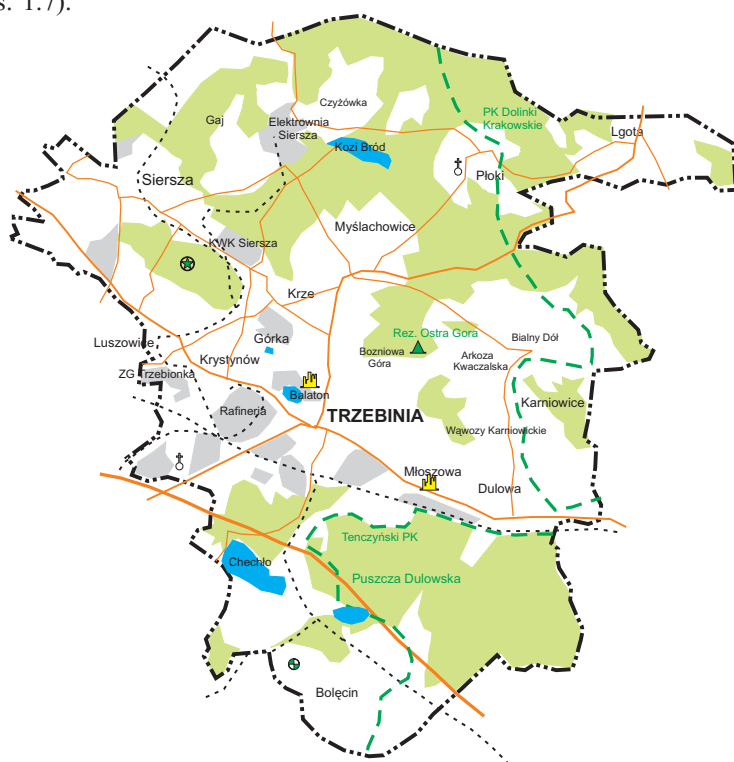 s. 1.7).
Czyżówka
PK Dolinki
Krakowskie
Gaj
Elektrownia
Siersza
Lgota
Kozi Bród
Płoki
Siersza
Myślachowice
KWK Siersza
Krze
Luszowice
Górka
Rez. Ostra Gora
Bialny Dół
Krystynów
Bozniowa
Góra
Arkoza
Kwaczalska
ZG Trzebionka
Balaton
Karniowice
Rafineria
TRZEBINIA
Wąwozy Karniowickie
Młoszowa
Dulowa
Tenczyński PK
Chechło
Puszcza Dulowska
Bolęcin